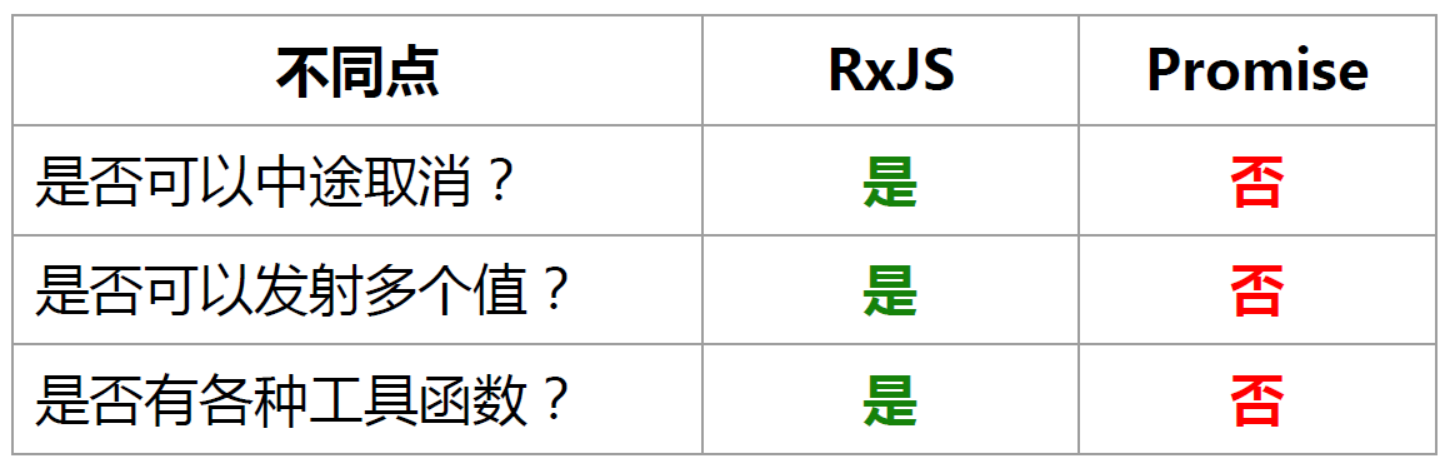 不同点 RxJS Promise
是否可以中途取消？ 是 否
是否可以发射多个值？ 是 否
是否有各种工具函数？ 是 否